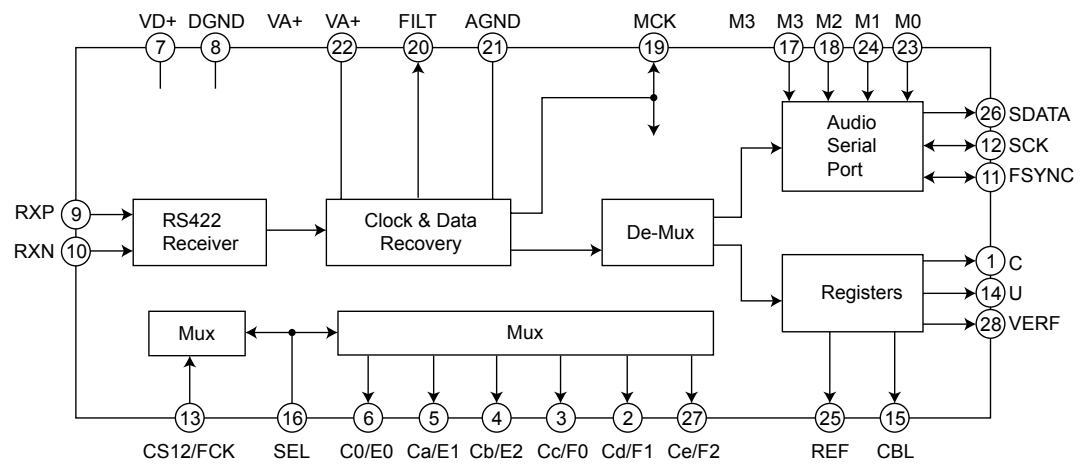 VD+ DGND VA+ VA+ FILT AGND MCK M3 M3 M2 M1 M0
7 8 22 20 21 19 17 18 24 23
26 SDATA
12 SCK
11 FSYNC
Audio
Serial
Port
RXP 9
RXN 10
RS422
Receiver
Clock & Data
Recovery
De-Mux
1 C
14 U
28 VERF
Registers
Mux
Mux
13 16 6 5 4 3 2 27 25 15
CS12/FCK SEL C0/E0 Ca/E1 Cb/E2 Cc/F0 Cd/F1 Ce/F2 REF CBL